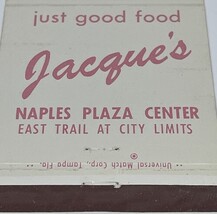 just good food
Jacque's
NAPLES PLAZA CENTER
EAST TRAIL AT CITY LIMITS
-- Universal Match Corp., Tampa Fla. --